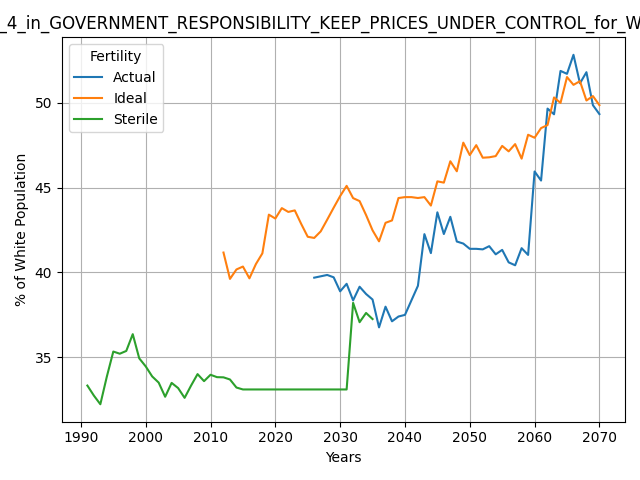 _4_in_GOVERNMENT_RESPONSIBILITY_KEEP_PRICES_UNDER_CONTROL_for_W
Fertility
Actual
Ideal
Sterile
% of White Population
50
45
40
35
1990 2000 2010 2020 2030 2040 2050 2060 2070
Years